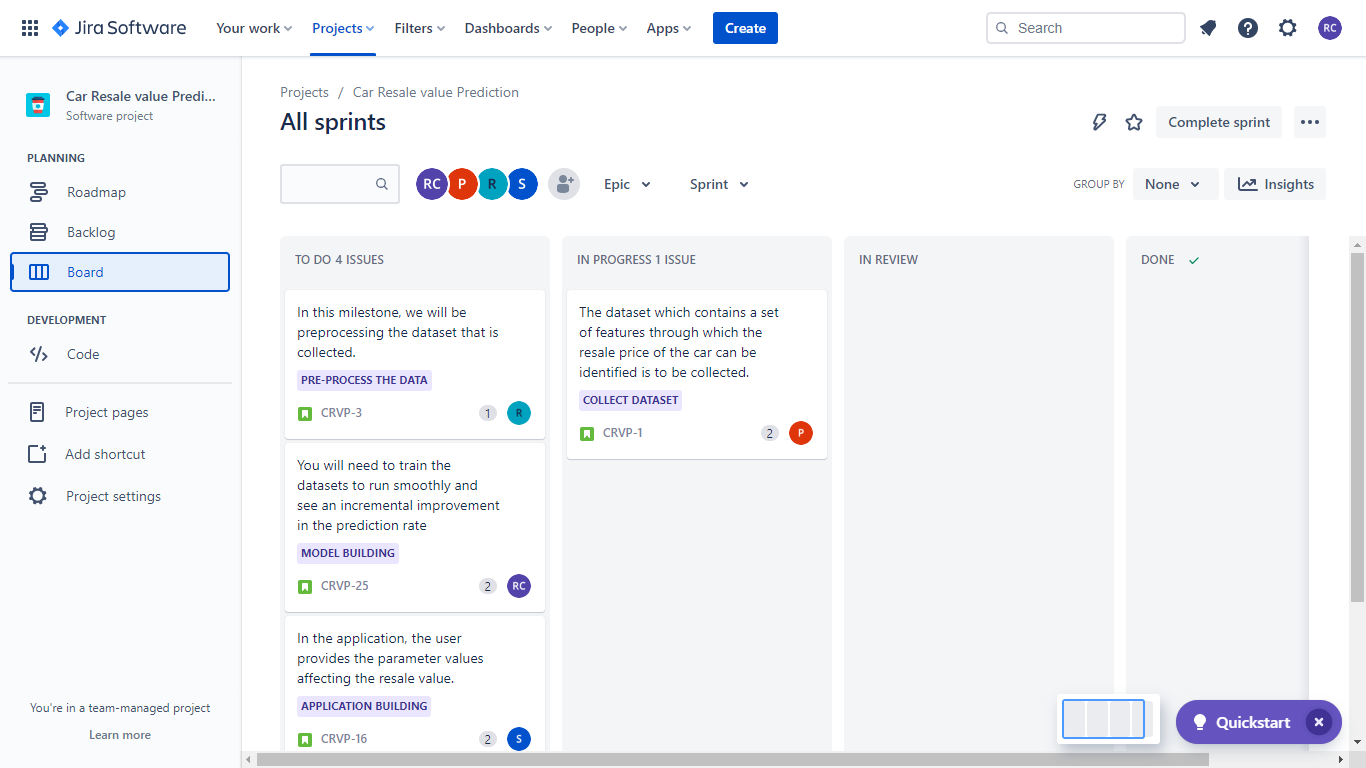 Jira Software
Your work
Projects
Filters
Dashboards
People
Apps
Create
Search
RC
Car Resale value Predi...
Software project
PLANNING
Roadmap
Backlog
Board
DEVELOPMENT
Code
Project pages
Add shortcut
Project settings
You're in a team-managed project
Learn more
Projects / Car Resale value Prediction
All sprints
Complete sprint
RC P R S
Epic
Sprint
GROUP BY
None
Insights
TO DO 4 ISSUES
In this milestone, we will be
preprocessing the dataset that is
collected.
PRE-PROCESS THE DATA
CRVP-3 1 R
You will need to train the
datasets to run smoothly and
see an incremental improvement
in the prediction rate
MODEL BUILDING
CRVP-25 2 RC
In the application, the user
provides the parameter values
affecting the resale value.
APPLICATION BUILDING
CRVP-16 2 S
IN PROGRESS 1 ISSUE
The dataset which contains a set
of features through which the
resale price of the car can be
identified is to be collected.
COLLECT DATASET
CRVP-1 2 P
IN REVIEW
DONE
Quickstart